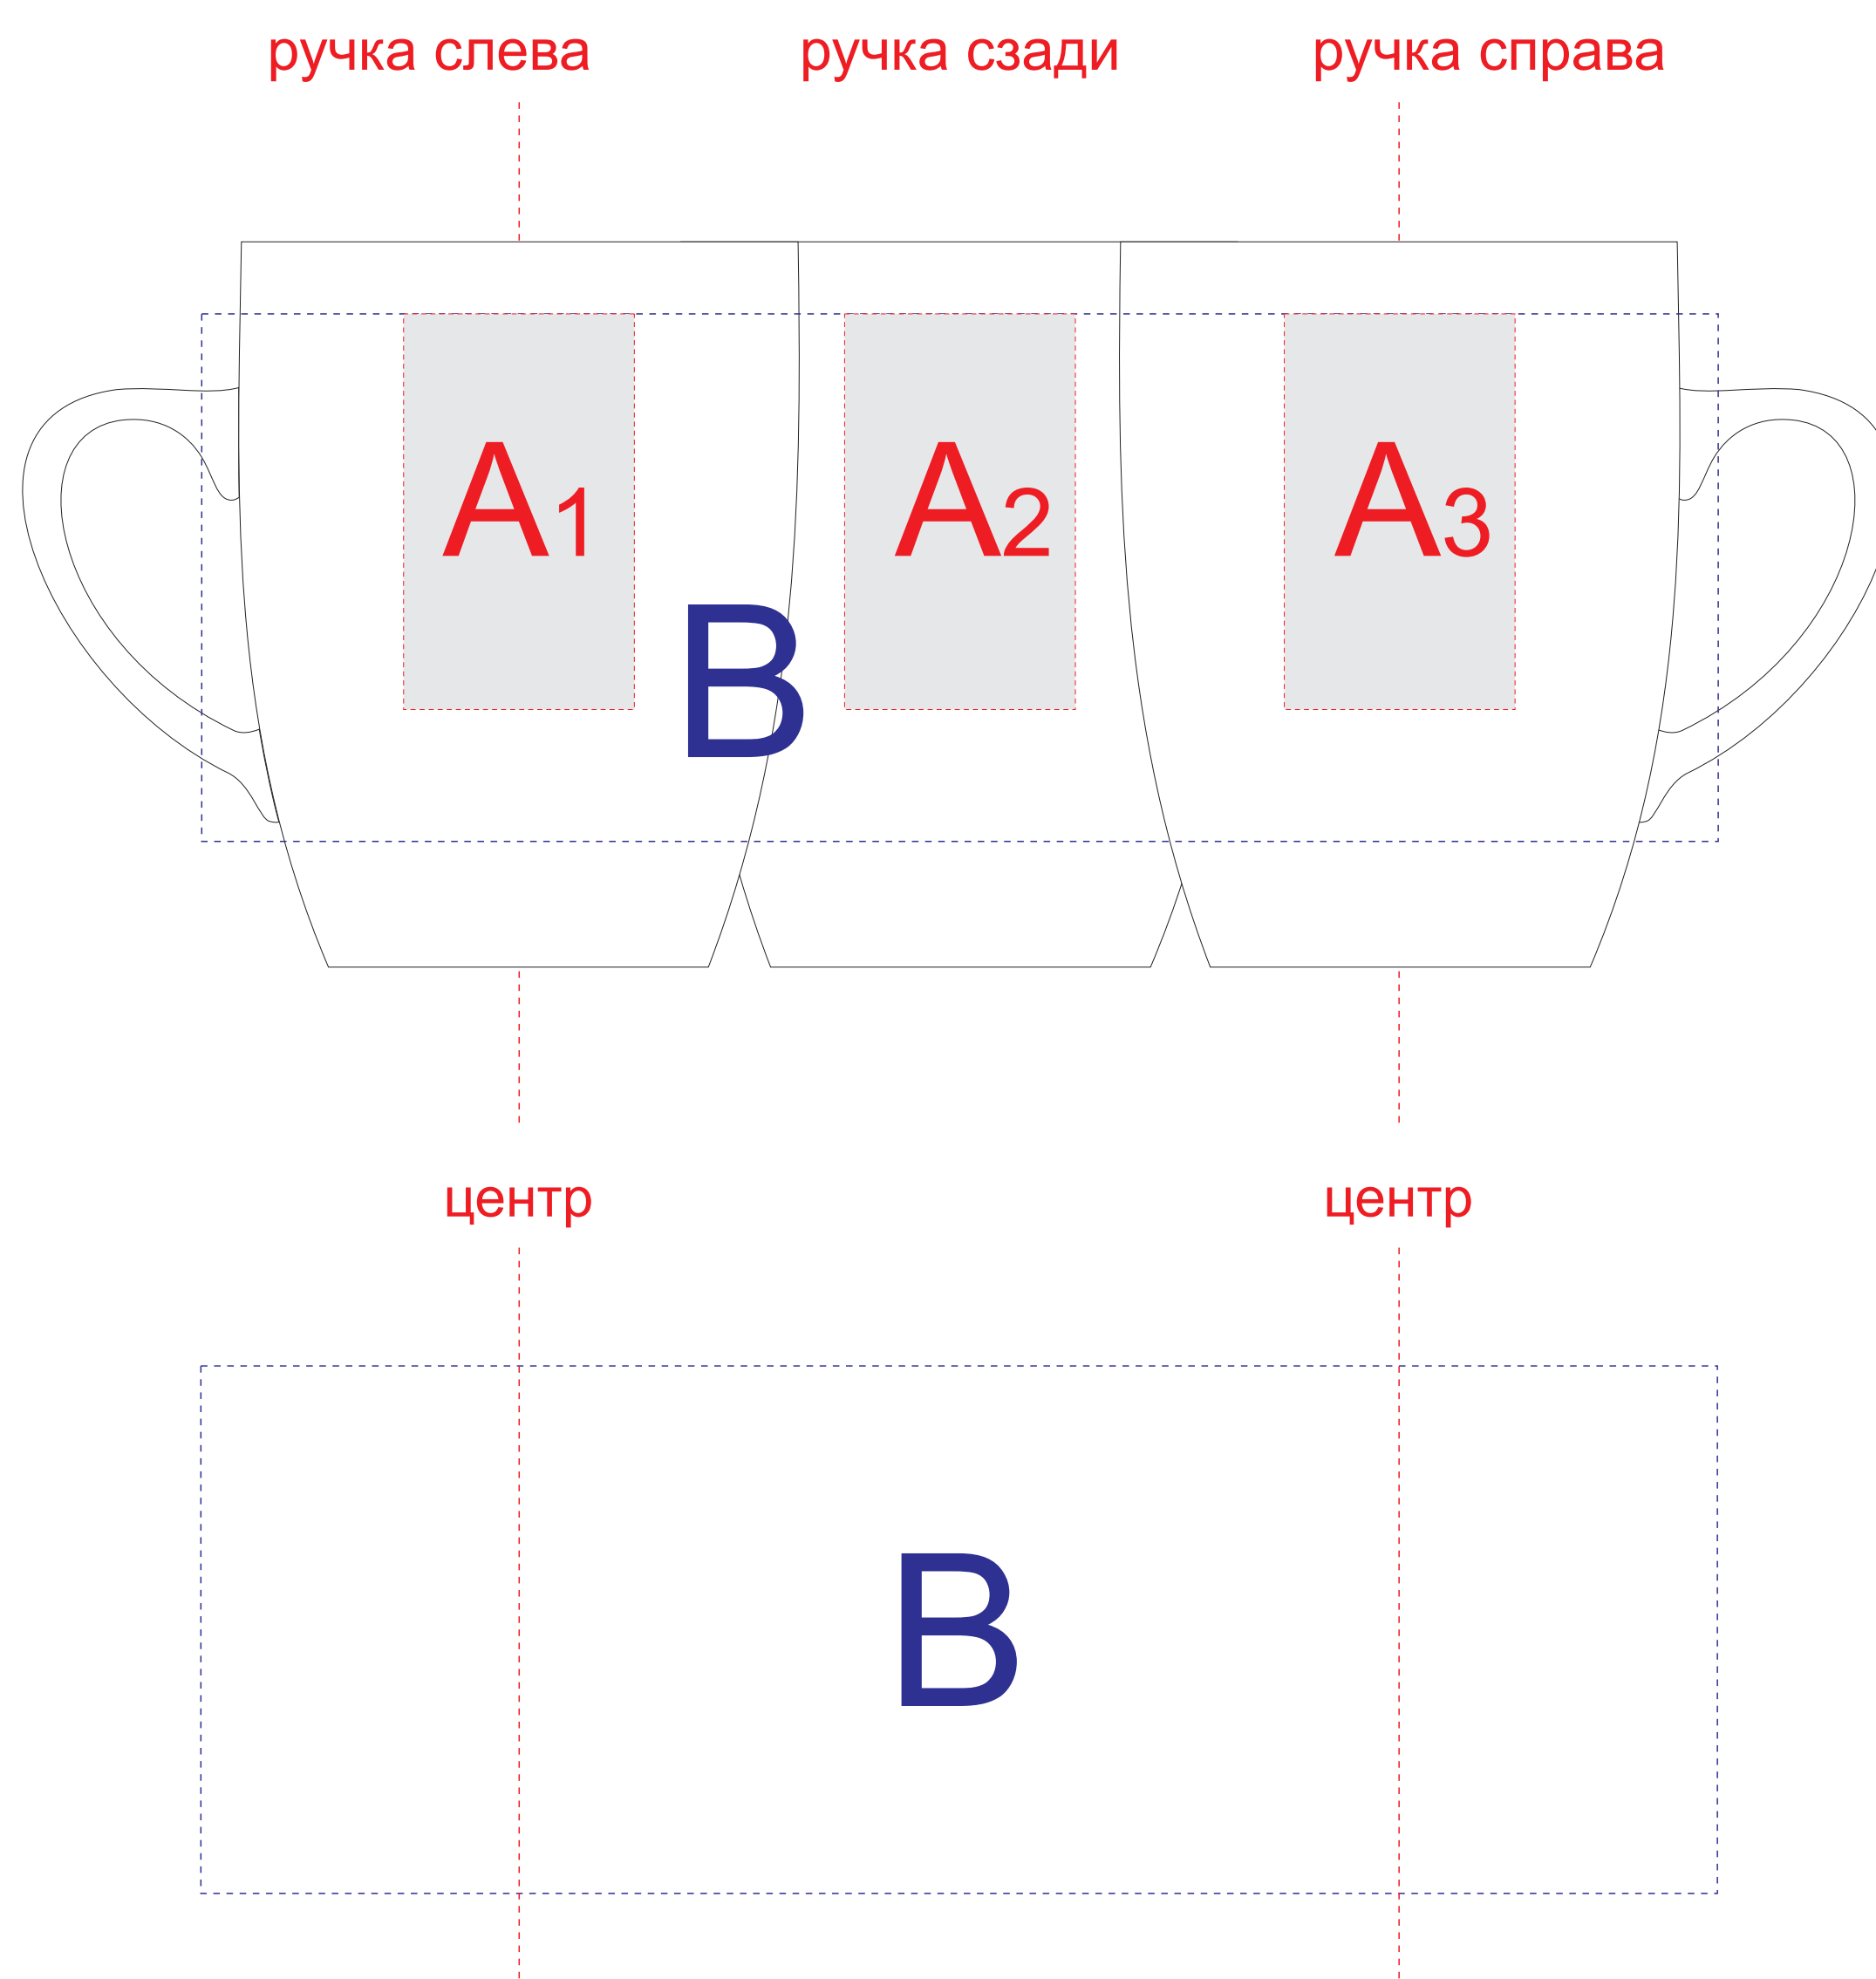 ручка слева ручка сзади ручка справа
A1 A2 A3
B
центр центр
B